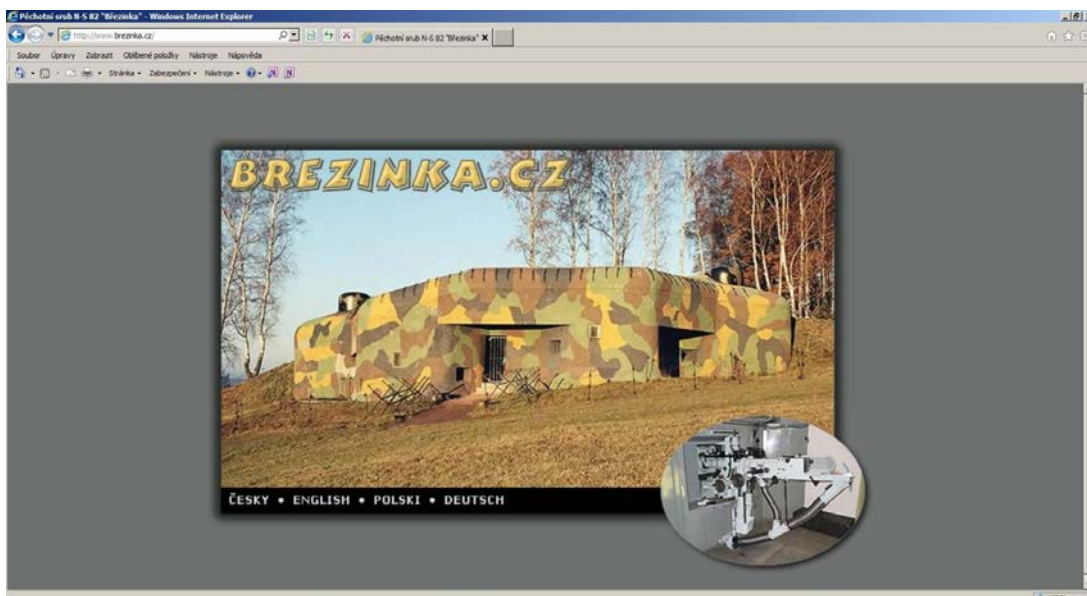 Pěchotní srub N-S 82 "Březinka" - Windows Internet Explorer
http://www.brezinka.cz/
Pěchotní srub N-S 82 "Březinka"
Soubor Úpravy Zobrazit Oblíbené položky Nástroje Nápověda
Stránka Zabezpečení Nástroje
BREZINKA.CZ
ČESKY • ENGLISH • POLSKI • DEUTSCH